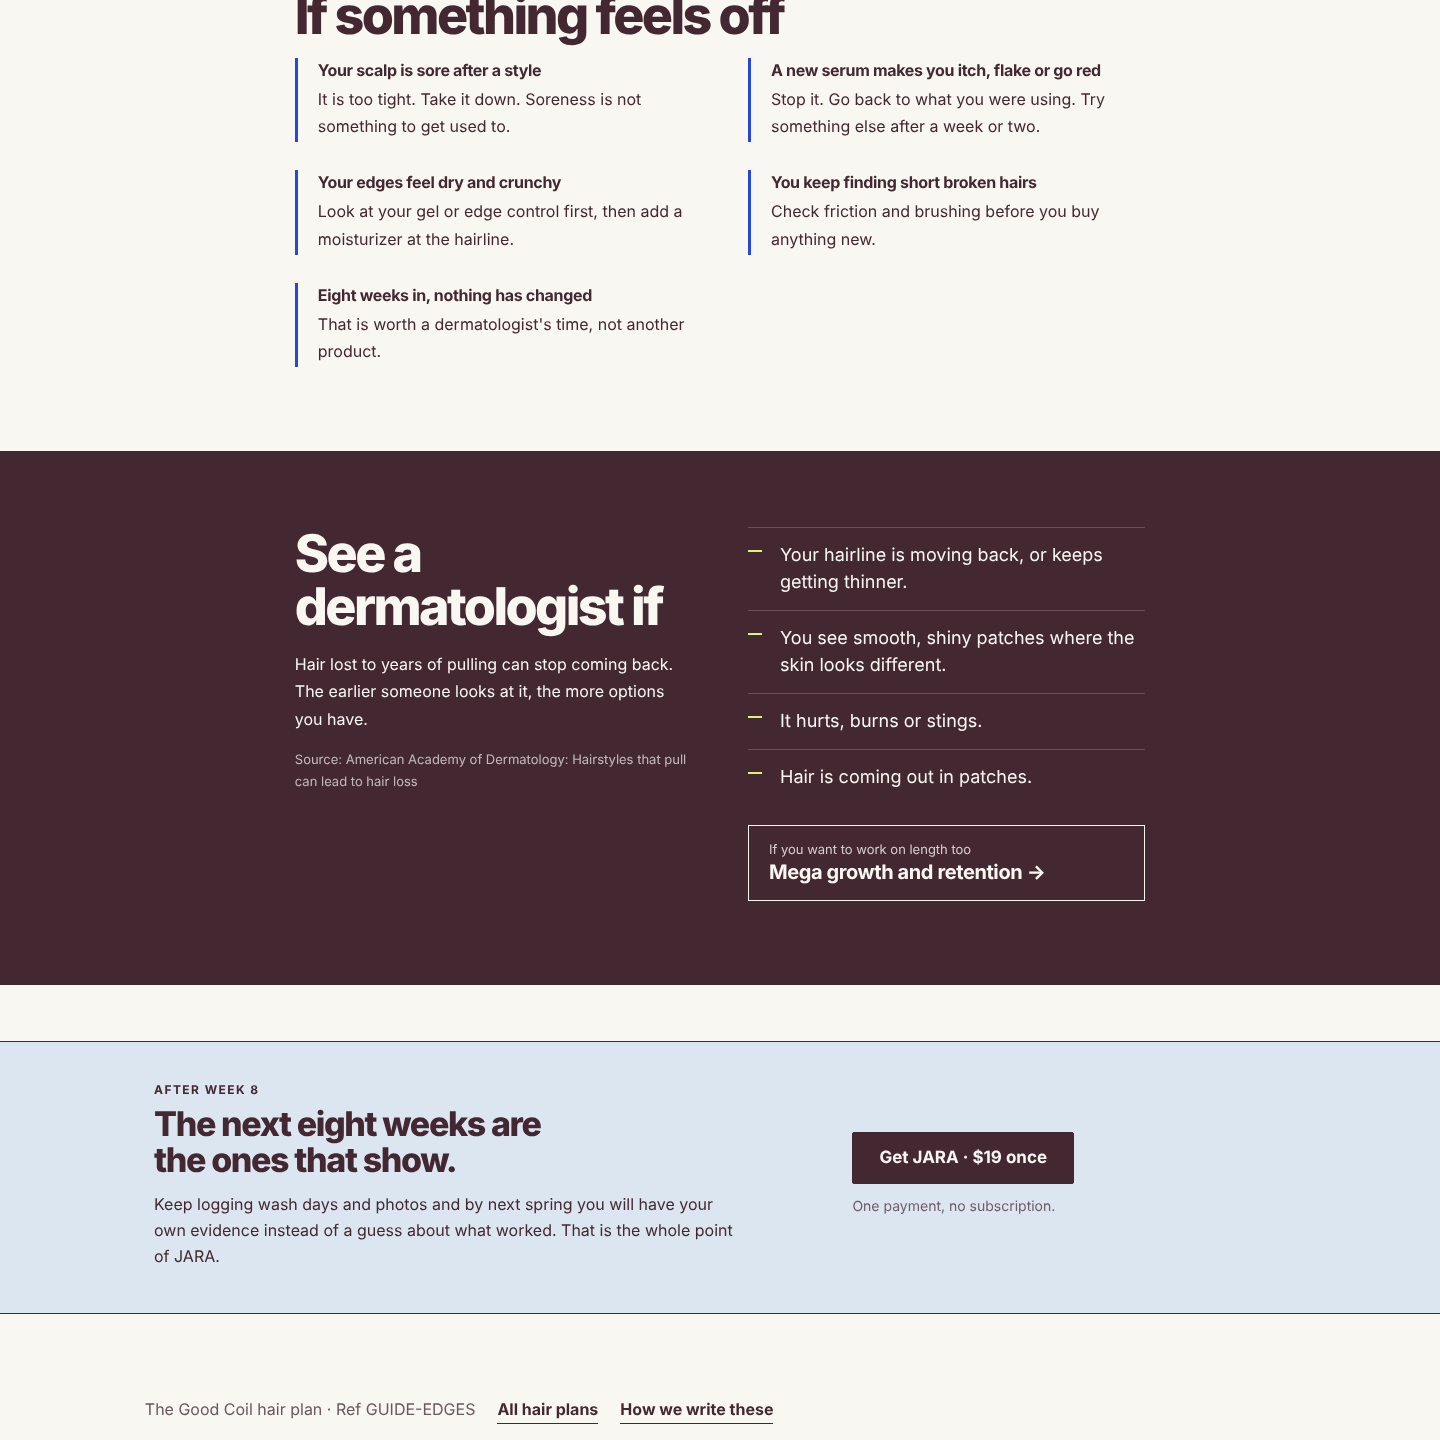 If something feels off
Your scalp is sore after a style
It is too tight. Take it down. Soreness is not
something to get used to.
A new serum makes you itch, flake or go red
Stop it. Go back to what you were using. Try
something else after a week or two.
Your edges feel dry and crunchy
Look at your gel or edge control first, then add a
moisturizer at the hairline.
You keep finding short broken hairs
Check friction and brushing before you buy
anything new.
Eight weeks in, nothing has changed
That is worth a dermatologist's time, not another
product.
See a
dermatologist if
Hair lost to years of pulling can stop coming back.
The earlier someone looks at it, the more options
you have.
Source: American Academy of Dermatology: Hairstyles that pull
can lead to hair loss
Your hairline is moving back, or keeps
getting thinner.
You see smooth, shiny patches where the
skin looks different.
It hurts, burns or stings.
Hair is coming out in patches.
If you want to work on length too
Mega growth and retention →
AFTER WEEK 8
The next eight weeks are
the ones that show.
Keep logging wash days and photos and by next spring you will have your
own evidence instead of a guess about what worked. That is the whole point
of JARA.
Get JARA · $19 once
One payment, no subscription.
The Good Coil hair plan · Ref GUIDE-EDGES All hair plans How we write these